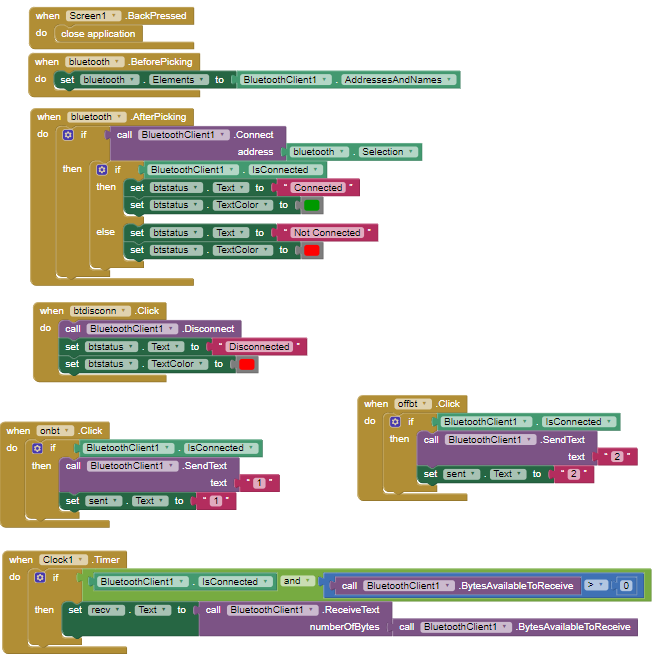 when Screen1 .BackPressed
do close application
when bluetooth .BeforePicking
do set bluetooth . Elements to BluetoothClient1 . AddressesAndNames
when bluetooth .AfterPicking
do if call BluetoothClient1 .Connect
address bluetooth . Selection
then if BluetoothClient1 . IsConnected
then set btstatus . Text to " Connected "
set btstatus . TextColor to
else set btstatus . Text to " Not Connected "
set btstatus . TextColor to
when btdisconn .Click
do call BluetoothClient1 .Disconnect
set btstatus . Text to " Disconnected "
set btstatus . TextColor to
when onbt .Click
do if BluetoothClient1 . IsConnected
then call BluetoothClient1 .SendText
text " 1 "
set sent . Text to " 1 "
when offbt .Click
do if BluetoothClient1 . IsConnected
then call BluetoothClient1 .SendText
text " 2 "
set sent . Text to " 2 "
when Clock1 .Timer
do if BluetoothClient1 . IsConnected and call BluetoothClient1 .BytesAvailableToReceive > 0
then set recv . Text to call BluetoothClient1 .ReceiveText
numberOfBytes call BluetoothClient1 .BytesAvailableToReceive